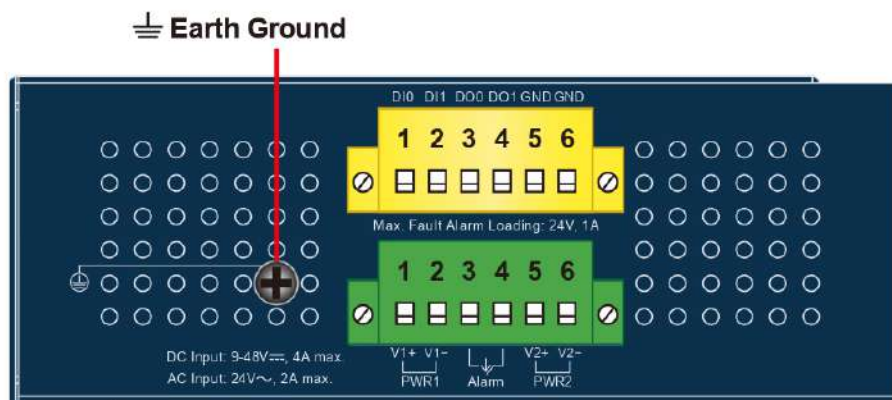 Earth Ground
DI0 DI1 DO0 DO1 GND GND
1 2 3 4 5 6
Max. Fault Alarm Loading: 24V, 1A
1 2 3 4 5 6
V1+ V1− V2+ V2−
PWR1 Alarm PWR2
DC Input: 9-48V⎓, 4A max.
AC Input: 24V～, 2A max.